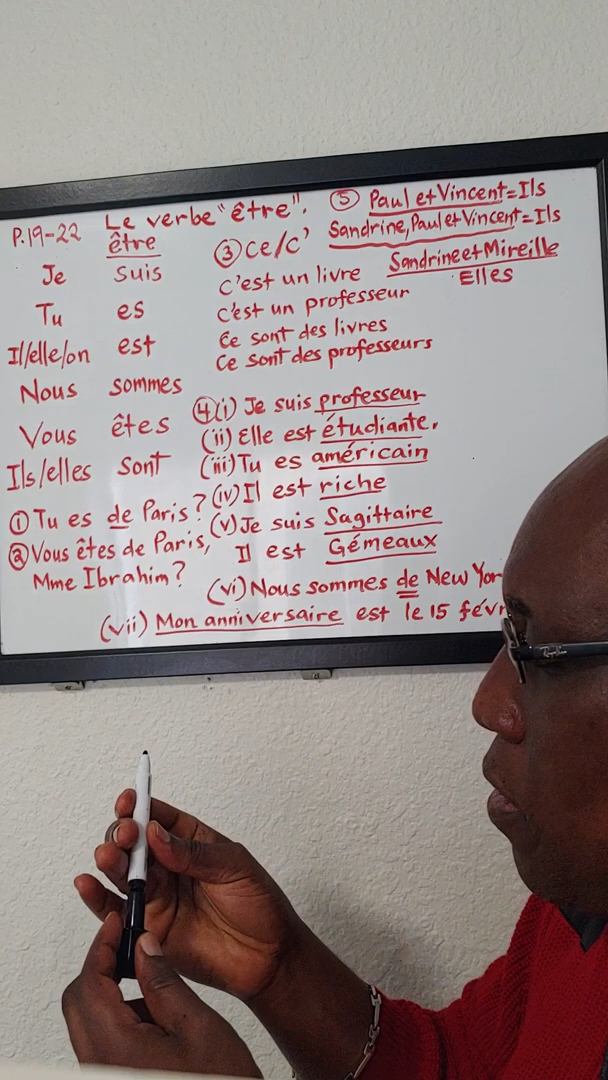 P.19-22
Le verbe "être".
être
Je suis
Tu es
Il/elle/on est
Nous sommes
Vous êtes
Ils/elles sont
① Tu es de Paris?
② Vous êtes de Paris,
Mme Ibrahim?
③ Ce/C'
C'est un livre
C'est un professeur
Ce sont des livres
Ce sont des professeurs
④ (i) Je suis professeur
(ii) Elle est étudiante.
(iii) Tu es américain
(iv) Il est riche
(v) Je suis Sagittaire
Il est Gémeaux
(vi) Nous sommes de New Yor
(vii) Mon anniversaire est le 15 févr
⑤ Paul et Vincent = Ils
Sandrine, Paul et Vincent = Ils
Sandrine et Mireille
Elles
Ray-Ban